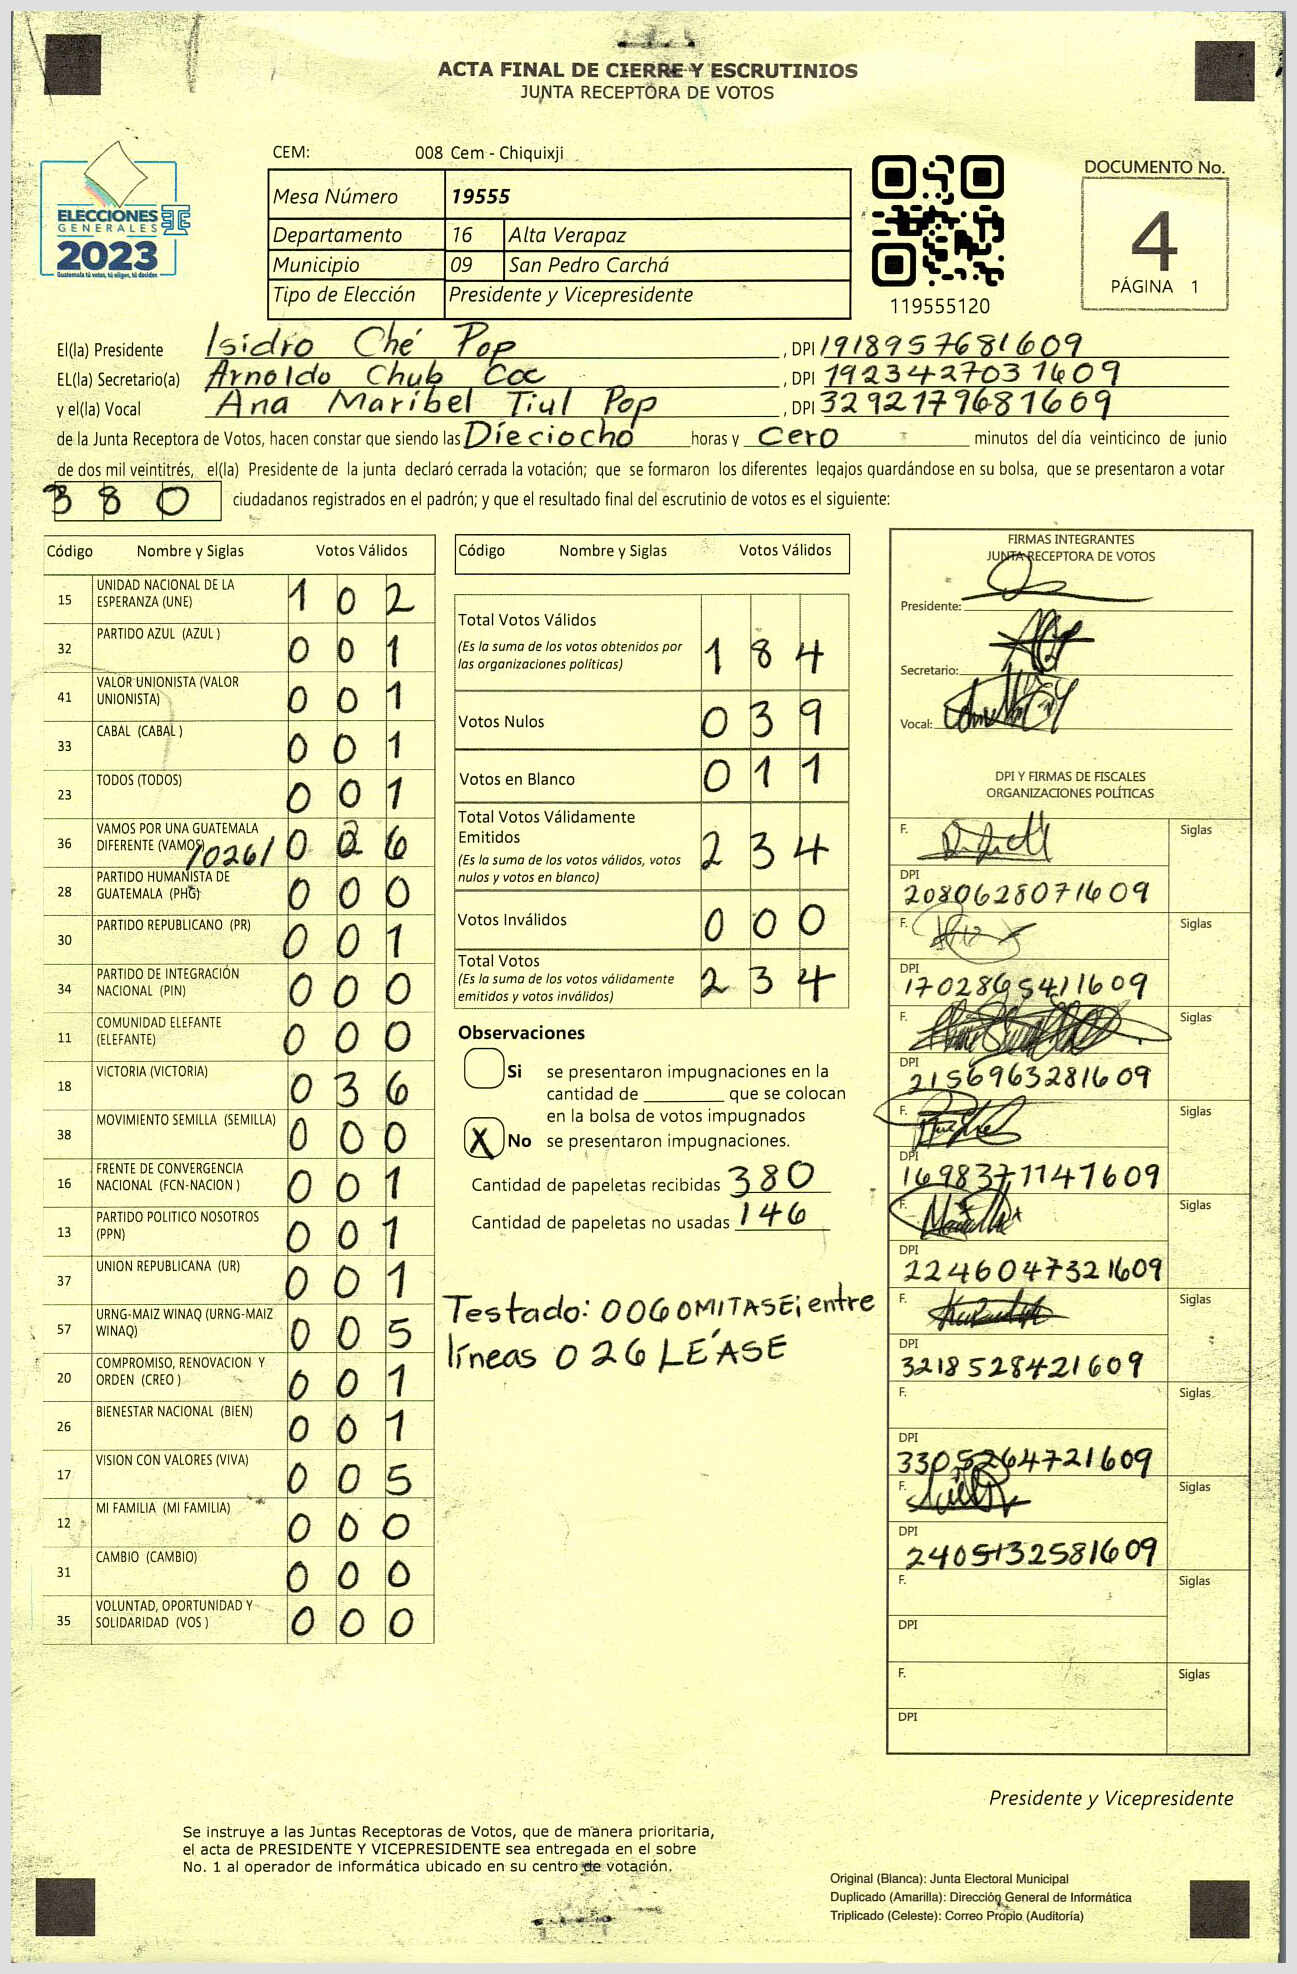 ACTA FINAL DE CIERRE Y ESCRUTINIOS
JUNTA RECEPTORA DE VOTOS
CEM: 008 Cem - Chiquixji
Mesa Número 19555
Departamento 16 Alta Verapaz
Municipio 09 San Pedro Carchá
Tipo de Elección Presidente y Vicepresidente
ELECCIONES
GENERALES
2023
Guatemala tú votas, tú eliges, tú decides
119555120
DOCUMENTO No.
4
PÁGINA 1
El(la) Presidente Isidro Ché Pop , DPI 1918957681609
EL(la) Secretario(a) Arnoldo Chub Coc , DPI 1923427031609
y el(la) Vocal Ana Maribel Tiul Pop , DPI 3292179681609
de la Junta Receptora de Votos, hacen constar que siendo las Dieciocho horas y Cero minutos del día veinticinco de junio
de dos mil veintitrés, el(la) Presidente de la junta declaró cerrada la votación; que se formaron los diferentes legajos guardándose en su bolsa, que se presentaron a votar
380 ciudadanos registrados en el padrón; y que el resultado final del escrutinio de votos es el siguiente:
Código Nombre y Siglas Votos Válidos
15 UNIDAD NACIONAL DE LA ESPERANZA (UNE) 1 0 2
32 PARTIDO AZUL (AZUL ) 0 0 1
41 VALOR UNIONISTA (VALOR UNIONISTA) 0 0 1
33 CABAL (CABAL ) 0 0 1
23 TODOS (TODOS) 0 0 1
36 VAMOS POR UNA GUATEMALA DIFERENTE (VAMOS) /026/ 0 2 6
28 PARTIDO HUMANISTA DE GUATEMALA (PHG) 0 0 0
30 PARTIDO REPUBLICANO (PR) 0 0 1
34 PARTIDO DE INTEGRACIÓN NACIONAL (PIN) 0 0 0
11 COMUNIDAD ELEFANTE (ELEFANTE) 0 0 0
18 VICTORIA (VICTORIA) 0 3 6
38 MOVIMIENTO SEMILLA (SEMILLA) 0 0 0
16 FRENTE DE CONVERGENCIA NACIONAL (FCN-NACION ) 0 0 1
13 PARTIDO POLITICO NOSOTROS (PPN) 0 0 1
37 UNION REPUBLICANA (UR) 0 0 1
57 URNG-MAIZ WINAQ (URNG-MAIZ WINAQ) 0 0 5
20 COMPROMISO, RENOVACION Y ORDEN (CREO ) 0 0 1
26 BIENESTAR NACIONAL (BIEN) 0 0 1
17 VISION CON VALORES (VIVA) 0 0 5
12 MI FAMILIA (MI FAMILIA) 0 0 0
31 CAMBIO (CAMBIO) 0 0 0
35 VOLUNTAD, OPORTUNIDAD Y SOLIDARIDAD (VOS ) 0 0 0
Código Nombre y Siglas Votos Válidos
Total Votos Válidos 1 8 4
(Es la suma de los votos obtenidos por
las organizaciones políticas)
Votos Nulos 0 3 9
Votos en Blanco 0 1 1
Total Votos Válidamente
Emitidos 2 3 4
(Es la suma de los votos válidos, votos
nulos y votos en blanco)
Votos Inválidos 0 0 0
Total Votos 2 3 4
(Es la suma de los votos válidamente
emitidos y votos inválidos)
Observaciones
Si se presentaron impugnaciones en la
cantidad de ________ que se colocan
en la bolsa de votos impugnados
X No se presentaron impugnaciones.
Cantidad de papeletas recibidas 380
Cantidad de papeletas no usadas 146
Testado: 006 OMITASE; entre
líneas 026 LÉASE
FIRMAS INTEGRANTES
JUNTA RECEPTORA DE VOTOS
Presidente:
Secretario:
Vocal:
DPI Y FIRMAS DE FISCALES
ORGANIZACIONES POLÍTICAS
F. Siglas
DPI
2080628071609
F. Siglas
DPI
1702869541609
F. Siglas
DPI
2156963281609
F. Siglas
DPI
1698371147609
F. Siglas
DPI
2246047321609
F. Siglas
DPI
3218528421609
F. Siglas
DPI
3305264721609
F. Siglas
DPI
2405132581609
F. Siglas
DPI
F. Siglas
DPI
Presidente y Vicepresidente
Se instruye a las Juntas Receptoras de Votos, que de manera prioritaria,
el acta de PRESIDENTE Y VICEPRESIDENTE sea entregada en el sobre
No. 1 al operador de informática ubicado en su centro de votación.
Original (Blanca): Junta Electoral Municipal
Duplicado (Amarilla): Dirección General de Informática
Triplicado (Celeste): Correo Propio (Auditoría)